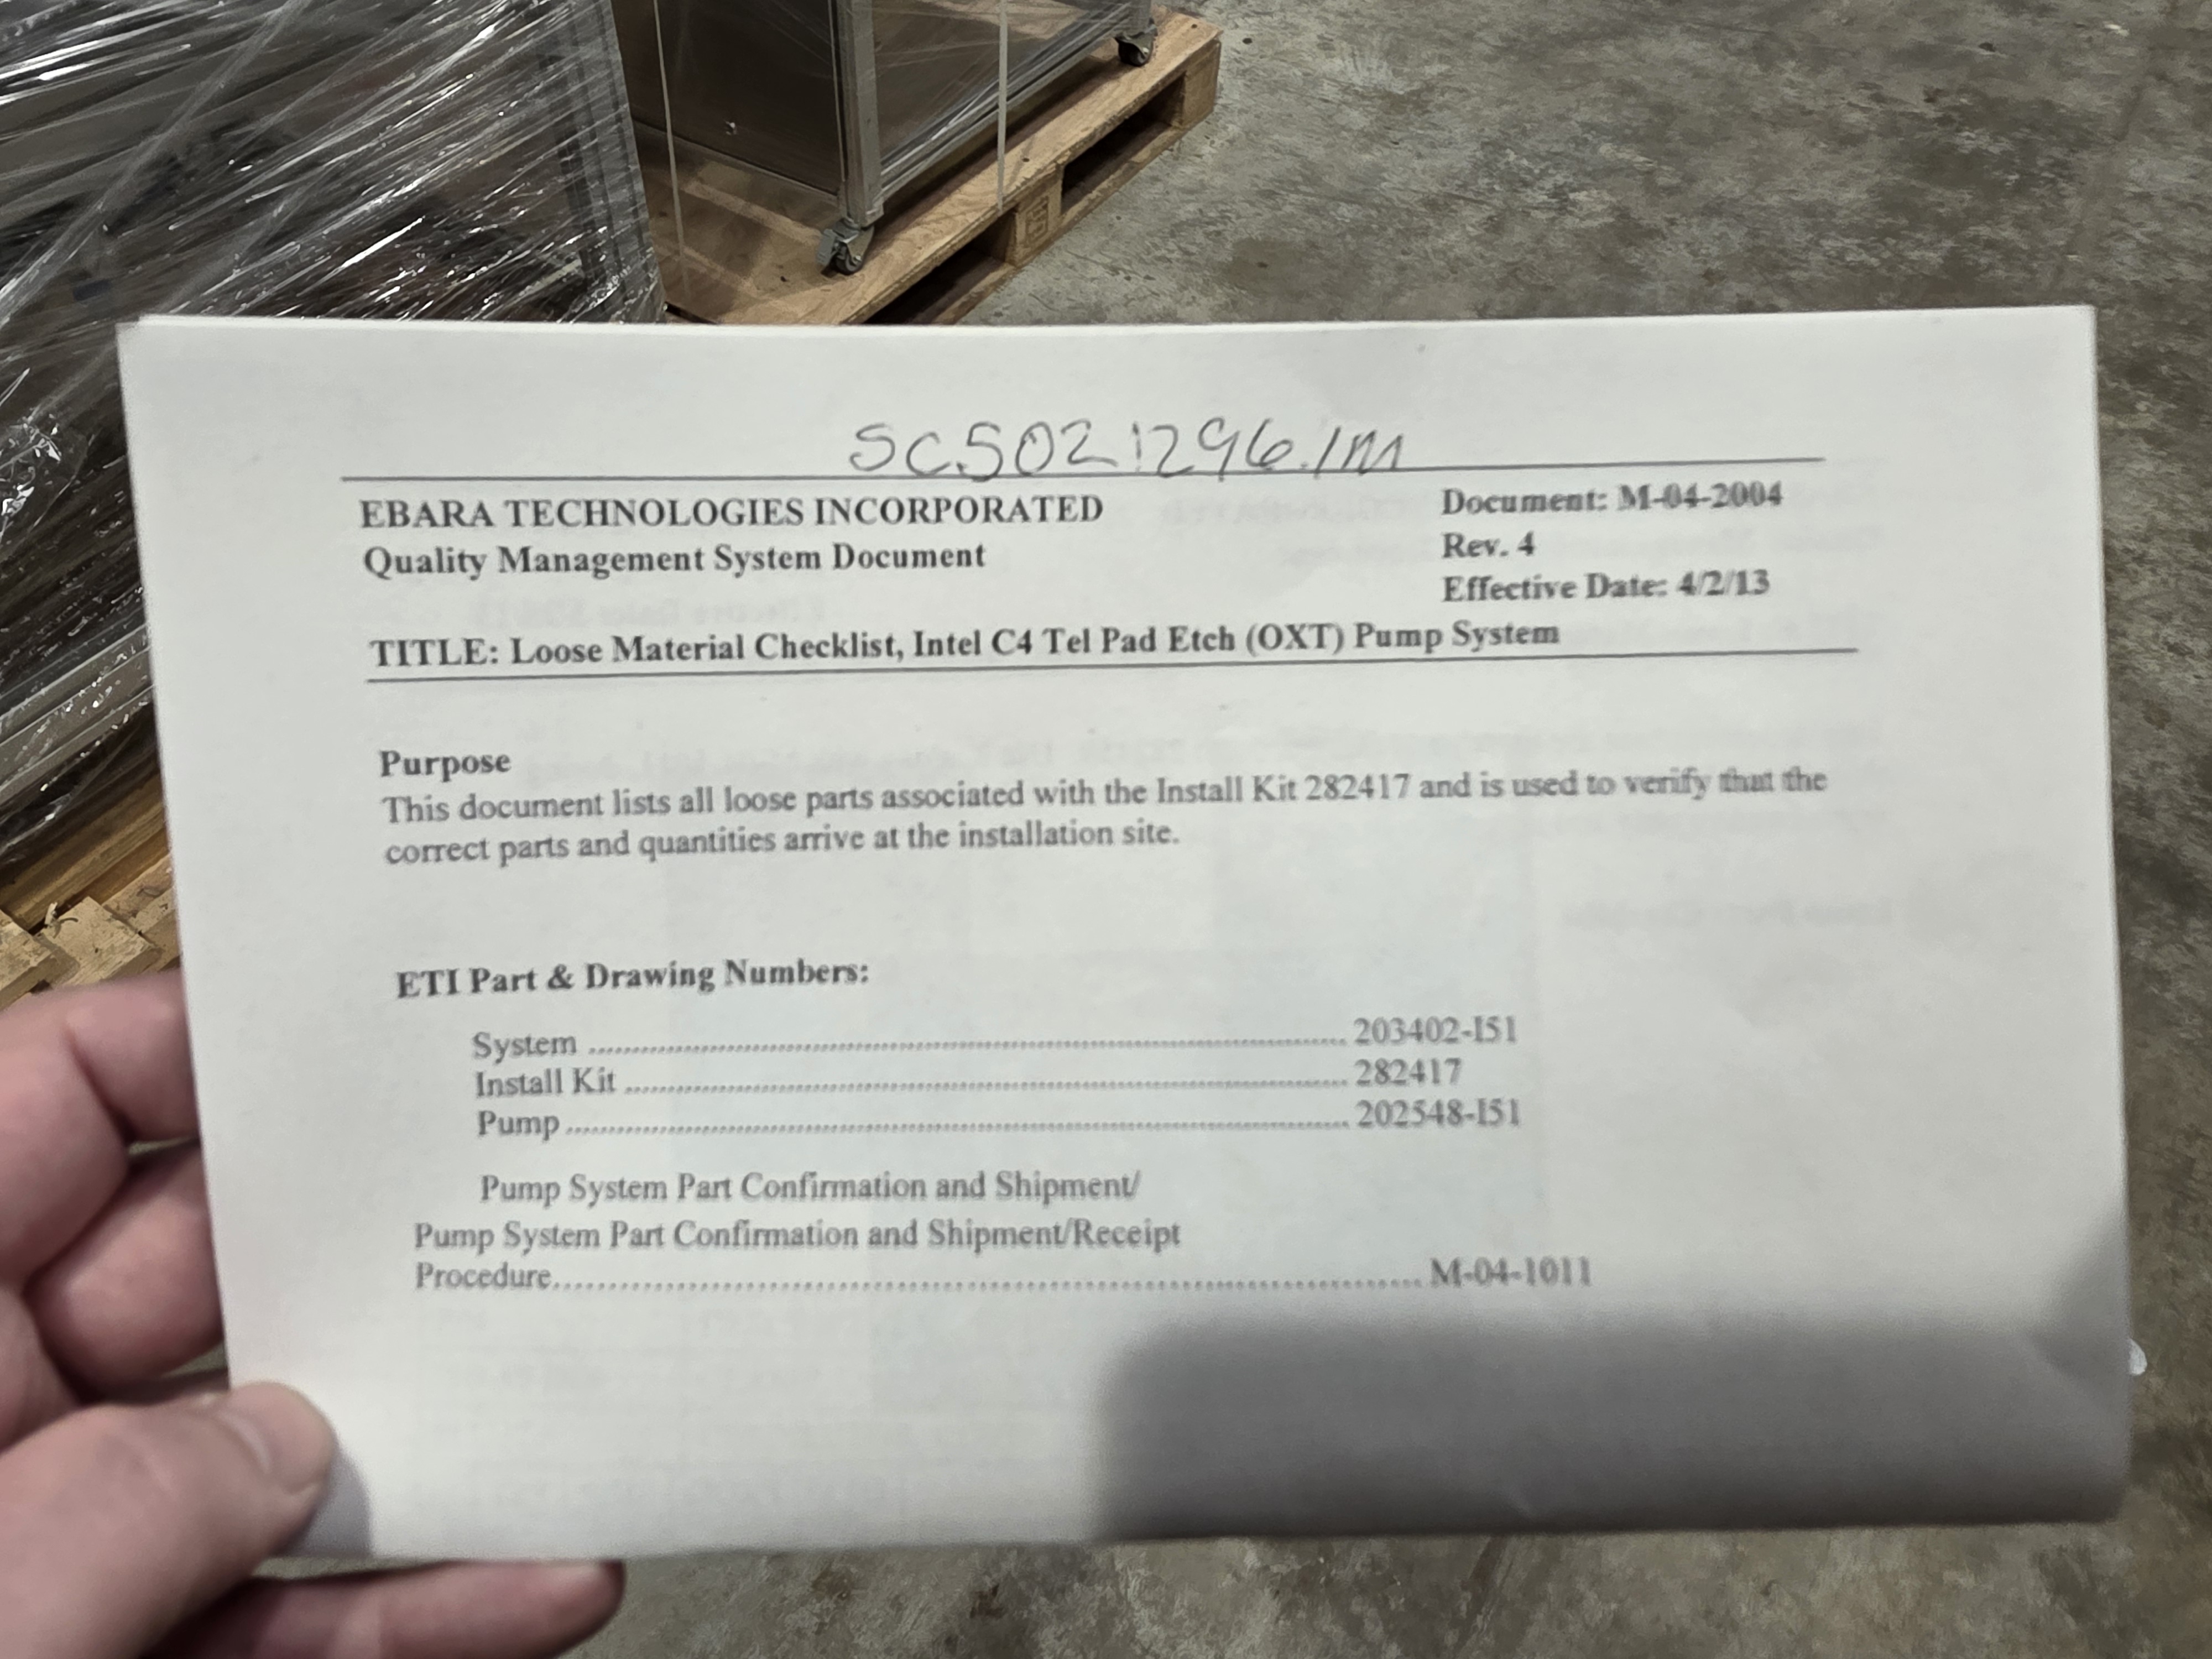 SC5021296.1M
EBARA TECHNOLOGIES INCORPORATED
Quality Management System Document
Document: M-04-2004
Rev. 4
Effective Date: 4/2/13
TITLE: Loose Material Checklist, Intel C4 Tel Pad Etch (OXT) Pump System
Purpose
This document lists all loose parts associated with the Install Kit 282417 and is used to verify that the
correct parts and quantities arrive at the installation site.
ETI Part & Drawing Numbers:
System ........................................................................ 203402-I51
Install Kit ..................................................................... 282417
Pump ........................................................................... 202548-I51
Pump System Part Confirmation and Shipment/
Pump System Part Confirmation and Shipment/Receipt
Procedure.................................................................................. M-04-1011